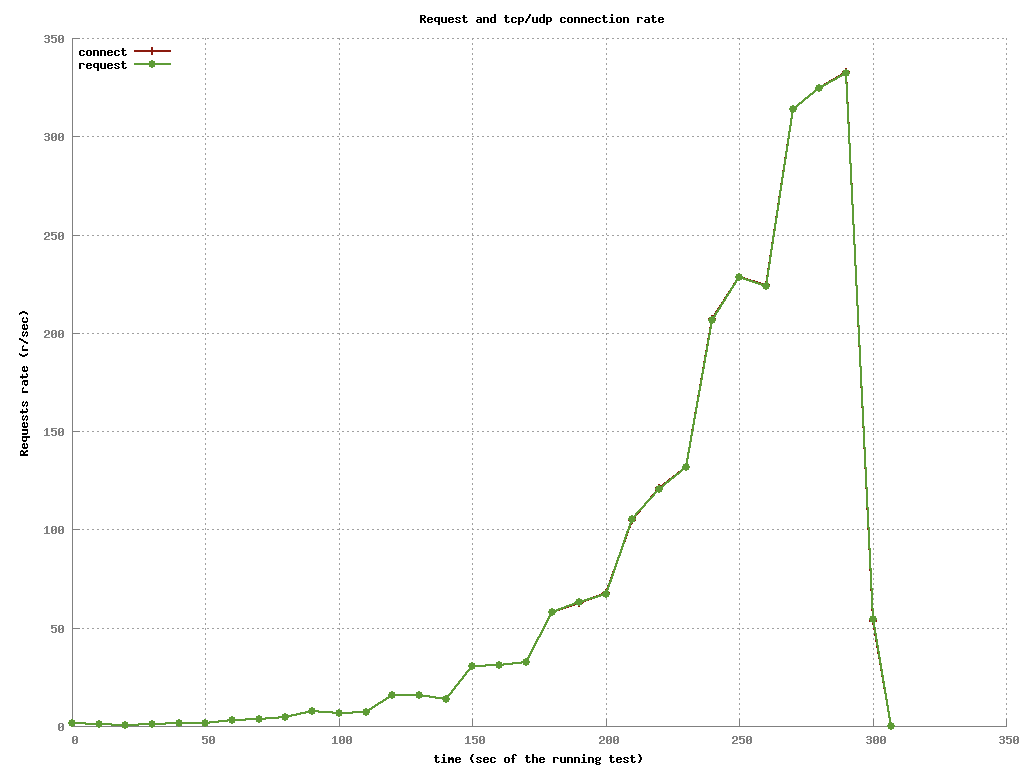 Request and tcp/udp connection rate
connect
request
350
300
250
200
150
100
50
0
Requests rate (r/sec)
0 50 100 150 200 250 300 350
time (sec of the running test)